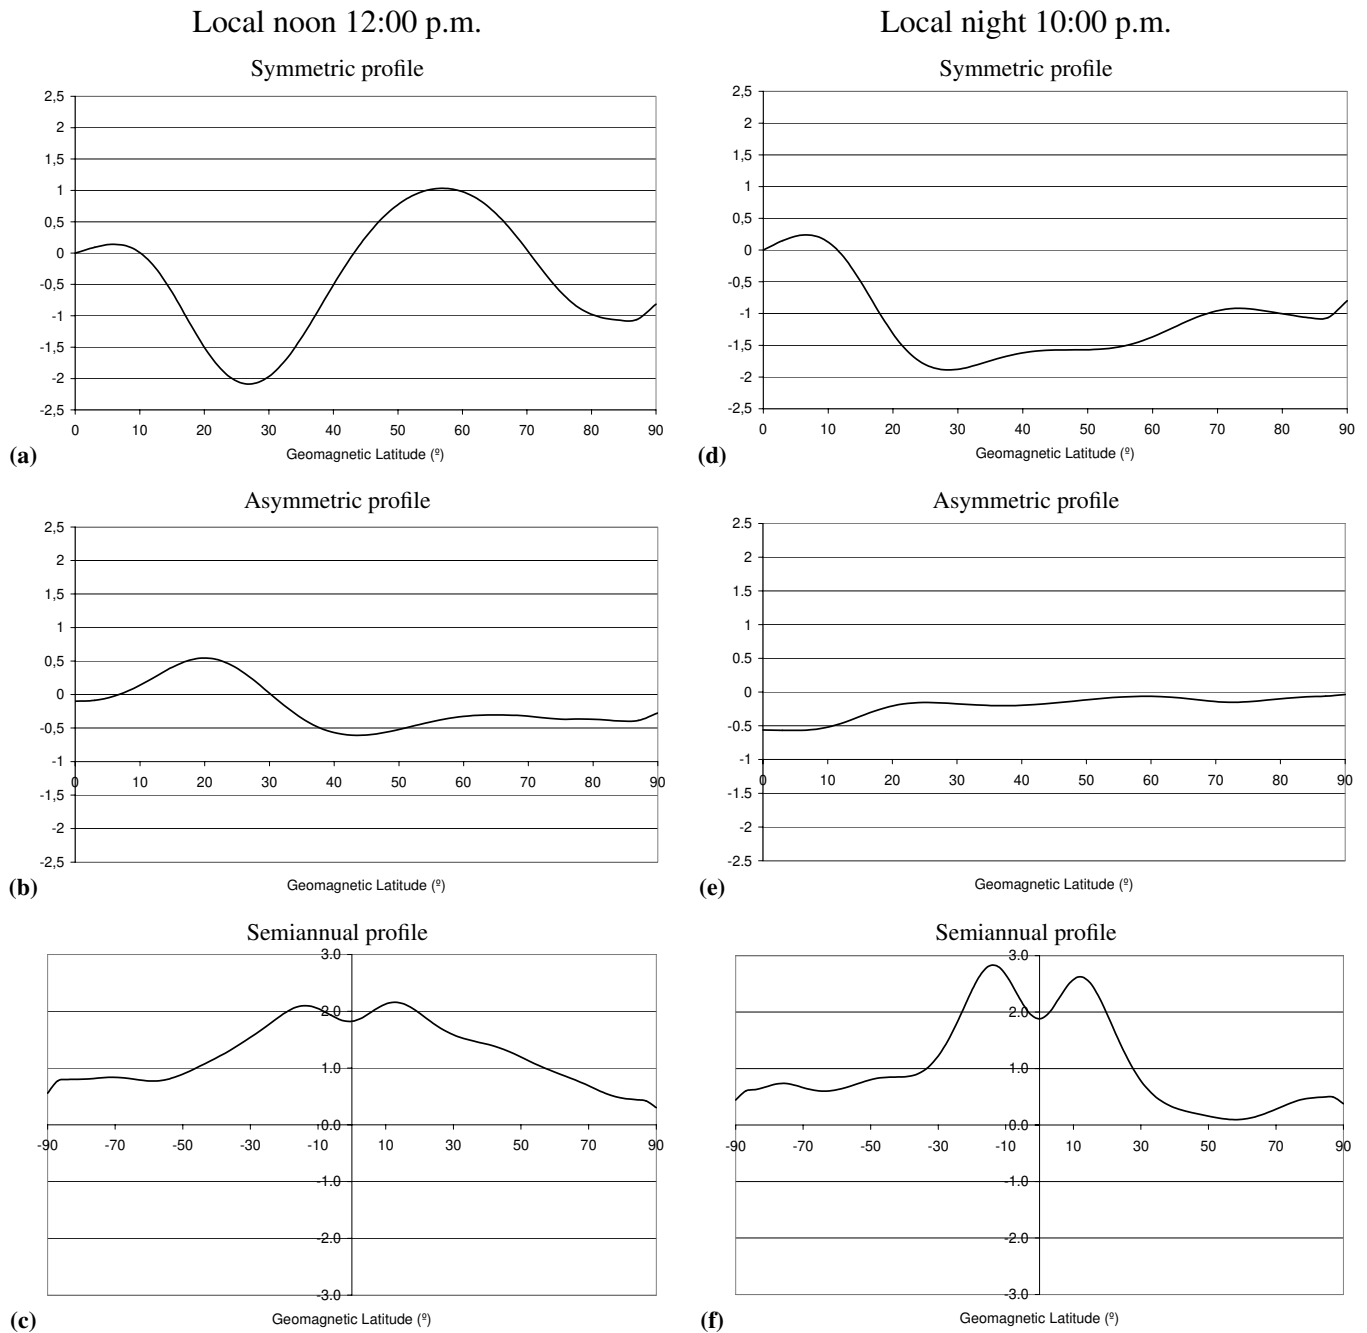 Local noon 12:00 p.m.
Symmetric profile
2,5
2
1,5
1
0,5
0
-0,5
-1
-1,5
-2
-2,5
0 10 20 30 40 50 60 70 80 90
Geomagnetic Latitude (º)
(a)
Asymmetric profile
2,5
2
1,5
1
0,5
0
-0,5
-1
0 10 20 30 40 50 60 70 80 90
-1,5
-2
-2,5
Geomagnetic Latitude (º)
(b)
Semiannual profile
3.0
2.0
1.0
0.0
-90 -70 -50 -30 -10 10 30 50 70 90
-1.0
-2.0
-3.0
Geomagnetic Latitude (º)
(c)
Local night 10:00 p.m.
Symmetric profile
2,5
2
1,5
1
0,5
0
-0,5
-1
-1,5
-2
-2,5
0 10 20 30 40 50 60 70 80 90
Geomagnetic Latitude (º)
(d)
Asymmetric profile
2.5
2
1.5
1
0.5
0
-0.5
-1
0 10 20 30 40 50 60 70 80 90
-1.5
-2
-2.5
Geomagnetic Latitude (º)
(e)
Semiannual profile
3.0
2.0
1.0
0.0
-90 -70 -50 -30 -10 10 30 50 70 90
-1.0
-2.0
-3.0
Geomagnetic Latitude (º)
(f)